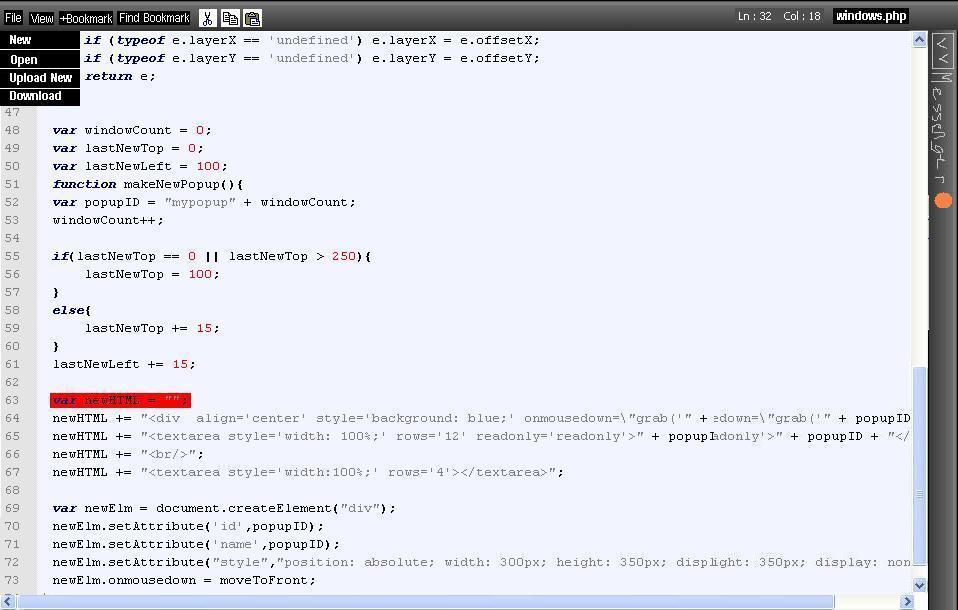 File View +Bookmark Find Bookmark Ln : 32 Col : 18 windows.php
New
Open
Upload New
Download
if (typeof e.layerX == 'undefined') e.layerX = e.offsetX;
if (typeof e.layerY == 'undefined') e.layerY = e.offsetY;
return e;
47
48 var windowCount = 0;
49 var lastNewTop = 0;
50 var lastNewLeft = 100;
51 function makeNewPopup(){
52 var popupID = "mypopup" + windowCount;
53 windowCount++;
54
55 if(lastNewTop == 0 || lastNewTop > 250){
56 lastNewTop = 100;
57 }
58 else{
59 lastNewTop += 15;
60 }
61 lastNewLeft += 15;
62
63 var newHTML = "";
64 newHTML += "<div align='center' style='background: blue;' onmousedown=\"grab('" + edown=\"grab('" + popupID
65 newHTML += "<textarea style='width: 100%;' rows='12' readonly='readonly'>" + popupIadonly'>" + popupID + "</
66 newHTML += "<br/>";
67 newHTML += "<textarea style='width:100%;' rows='4'></textarea>";
68
69 var newElm = document.createElement("div");
70 newElm.setAttribute('id',popupID);
71 newElm.setAttribute('name',popupID);
72 newElm.setAttribute("style","position: absolute; width: 300px; height: 350px; displight: 350px; display: non
73 newElm.onmousedown = moveToFront;